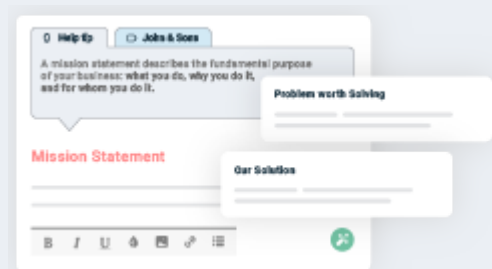 Help tip
Jobs & Sons
A mission statement describes the fundamental purpose
of your business: what you do, why you do it,
and for whom you do it.
Problem worth Solving
Mission Statement
Our Solution
B I U